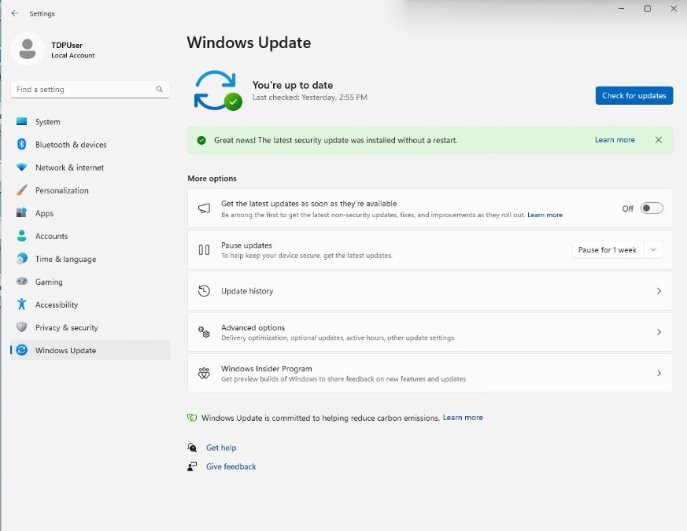 Settings
TDPUser
Local Account
Find a setting
System
Bluetooth & devices
Network & internet
Personalization
Apps
Accounts
Time & language
Gaming
Accessibility
Privacy & security
Windows Update
Windows Update
You're up to date
Last checked: Yesterday, 2:55 PM
Check for updates
Great news! The latest security update was installed without a restart.
Learn more
More options
Get the latest updates as soon as they're available
Be among the first to get the latest non-security updates, fixes, and improvements as they roll out. Learn more
Off
Pause updates
To help keep your device secure, get the latest updates.
Pause for 1 week
Update history
Advanced options
Delivery optimization, optional updates, active hours, other update settings
Windows Insider Program
Get preview builds of Windows to share feedback on new features and updates
Windows Update is committed to helping reduce carbon emissions. Learn more
Get help
Give feedback